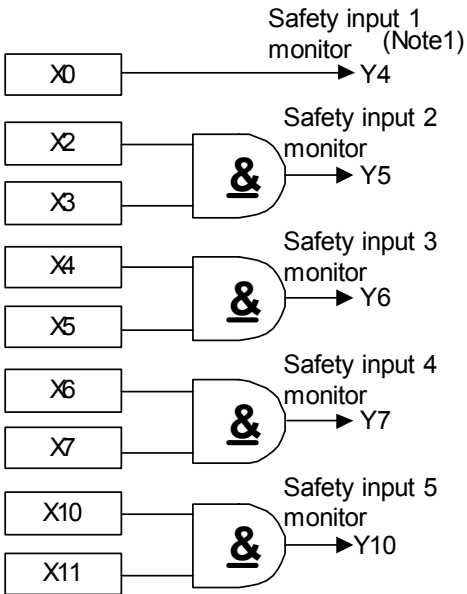 Safety input 1
monitor (Note1)
X0
Y4
Safety input 2
X2
monitor
&
Y5
X3
Safety input 3
X4
monitor
&
Y6
X5
Safety input 4
X6
monitor
&
Y7
X7
Safety input 5
X10
monitor
&
Y10
X11